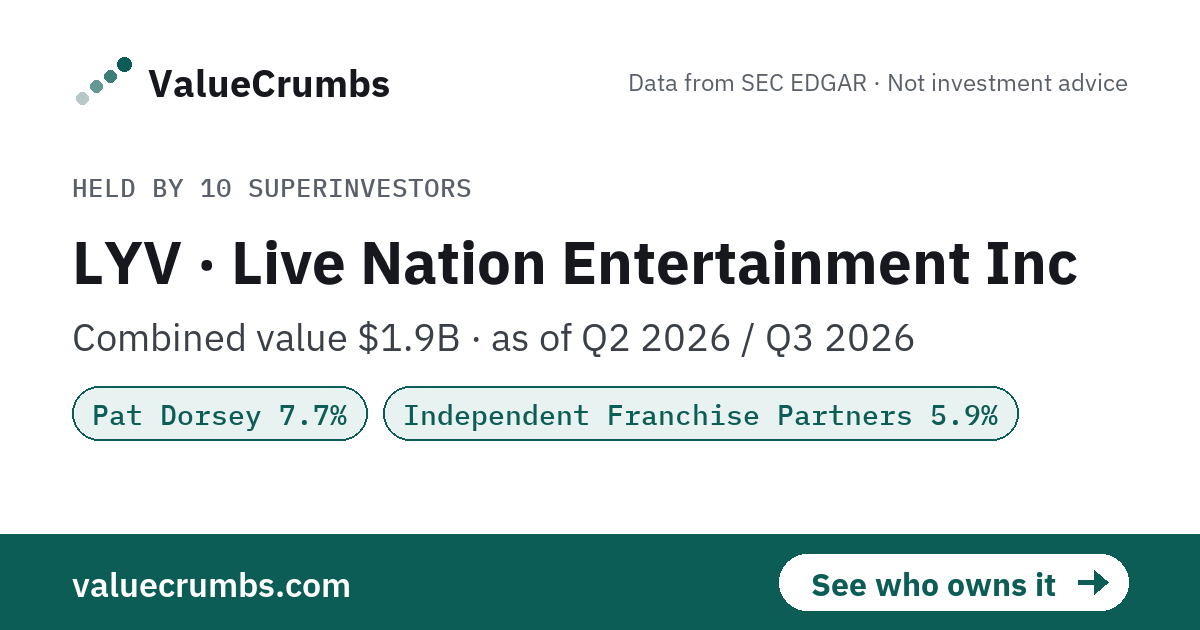 ValueCrumbs
Data from SEC EDGAR · Not investment advice
HELD BY 10 SUPERINVESTORS
LYV · Live Nation Entertainment Inc
Combined value $1.9B · as of Q2 2026 / Q3 2026
Pat Dorsey 7.7%
Independent Franchise Partners 5.9%
valuecrumbs.com
See who owns it